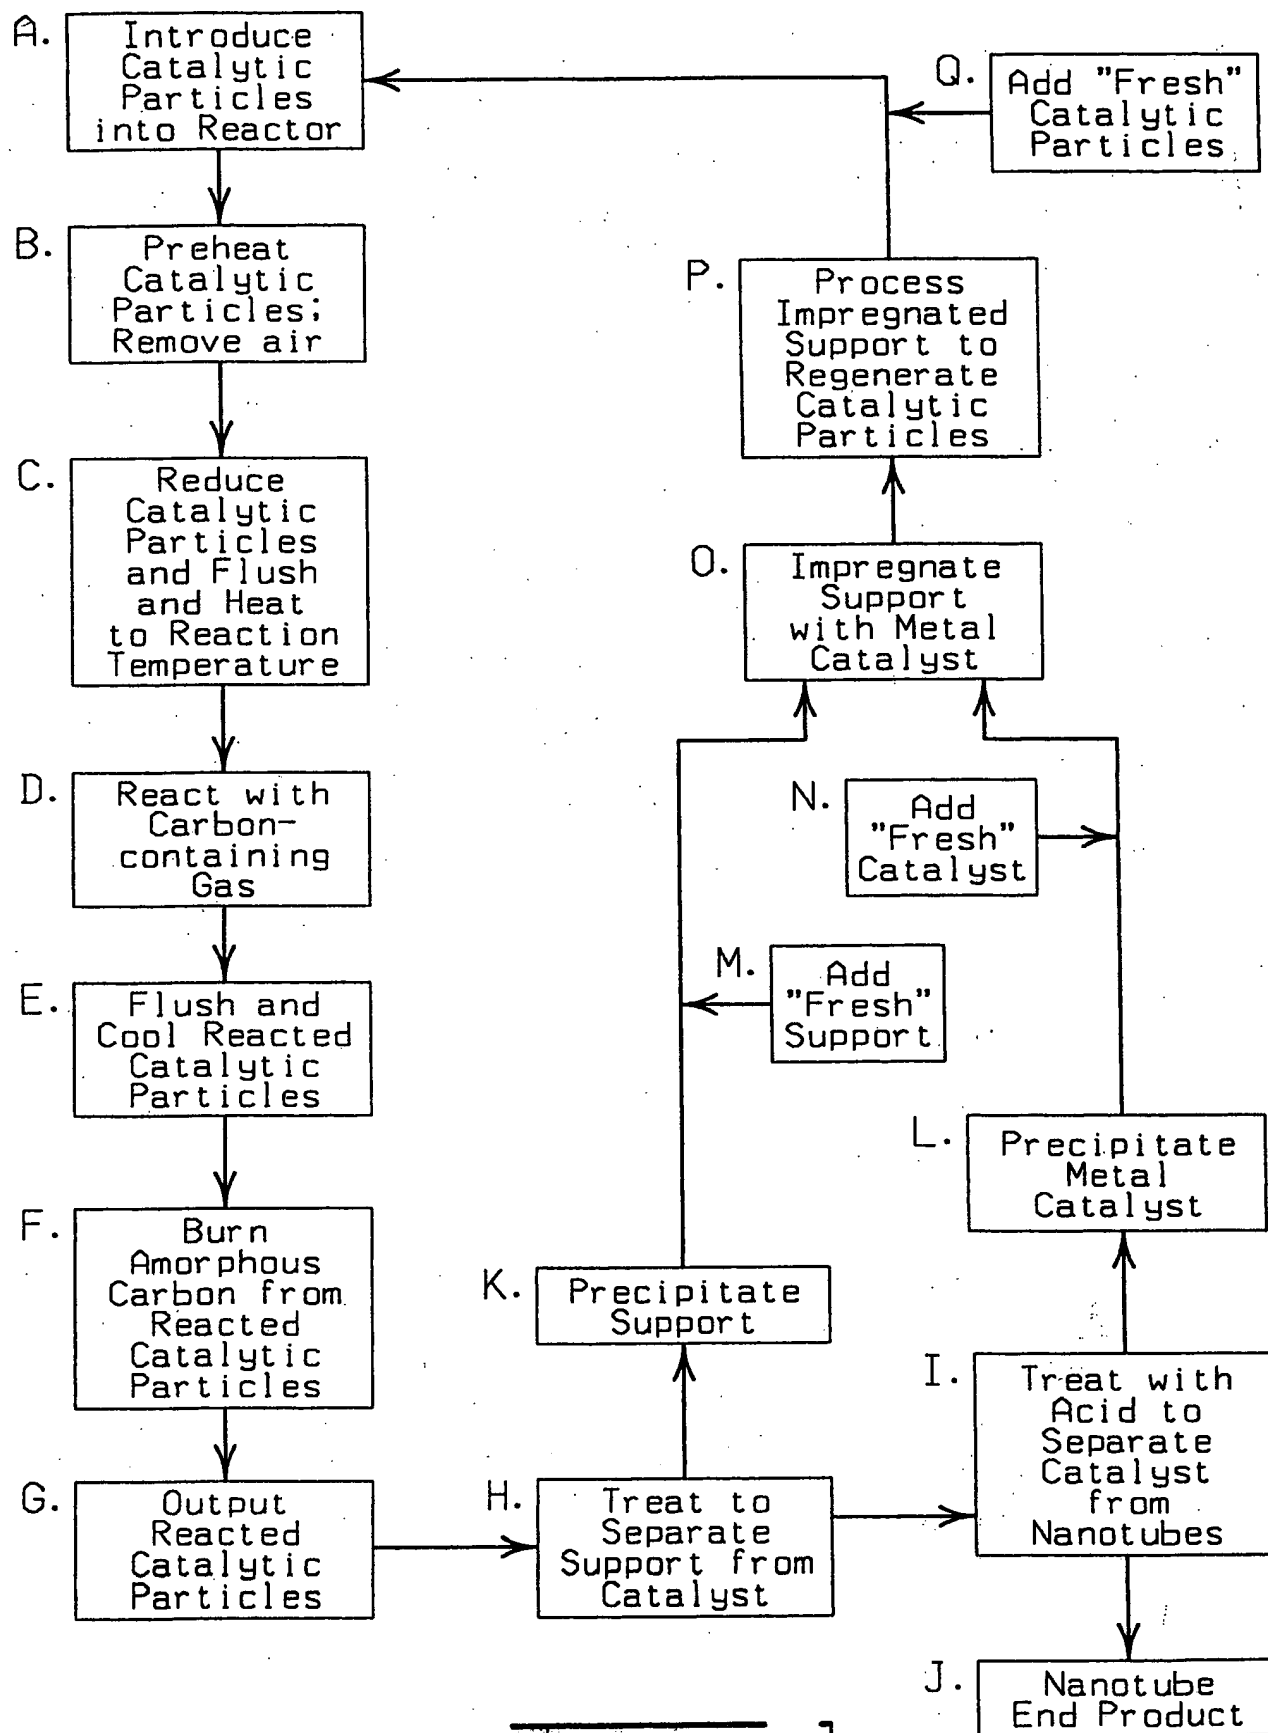 A.
Introduce
Catalytic
Particles
into Reactor
B.
Preheat
Catalytic
Particles;
Remove air
C.
Reduce
Catalytic
Particles
and Flush
and Heat
to Reaction
Temperature
D.
React with
Carbon-
containing
Gas
E.
Flush and
Cool Reacted
Catalytic
Particles
F.
Burn
Amorphous
Carbon from
Reacted
Catalytic
Particles
G.
Output
Reacted
Catalytic
Particles
H.
Treat to
Separate
Support from
Catalyst
I.
Treat with
Acid to
Separate
Catalyst
from
Nanotubes
J.
Nanotube
End Product
K.
Precipitate
Support
L.
Precipitate
Metal
Catalyst
M.
Add
"Fresh"
Support
N.
Add
"Fresh"
Catalyst
O.
Impregnate
Support
with Metal
Catalyst
P.
Process
Impregnated
Support to
Regenerate
Catalytic
Particles
Q.
Add "Fresh"
Catalytic
Particles